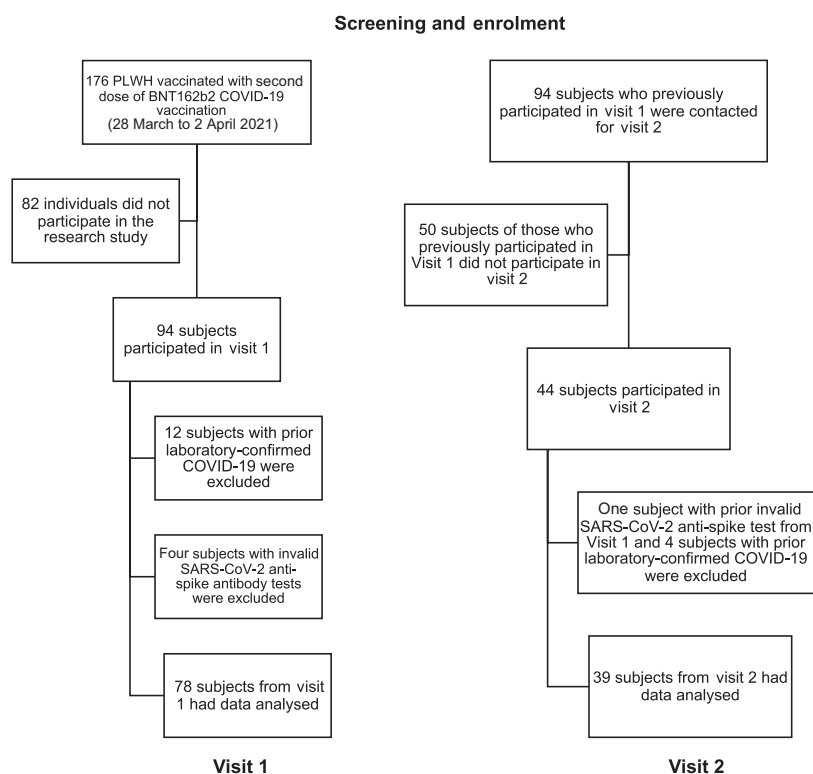 Screening and enrolment
176 PLWH vaccinated with second
dose of BNT162b2 COVID-19
vaccination
(28 March to 2 April 2021)
82 individuals did not
participate in the
research study
94 subjects
participated in visit 1
12 subjects with prior
laboratory-confirmed
COVID-19 were
excluded
Four subjects with invalid
SARS-CoV-2 anti-
spike antibody tests
were excluded
78 subjects from visit
1 had data analysed
Visit 1
94 subjects who previously
participated in visit 1 were contacted
for visit 2
50 subjects of those who
previously participated in
Visit 1 did not participate in
visit 2
44 subjects participated in
visit 2
One subject with prior invalid
SARS-CoV-2 anti-spike test from
Visit 1 and 4 subjects with prior
laboratory-confirmed COVID-19
were excluded
39 subjects from visit 2 had
data analysed
Visit 2